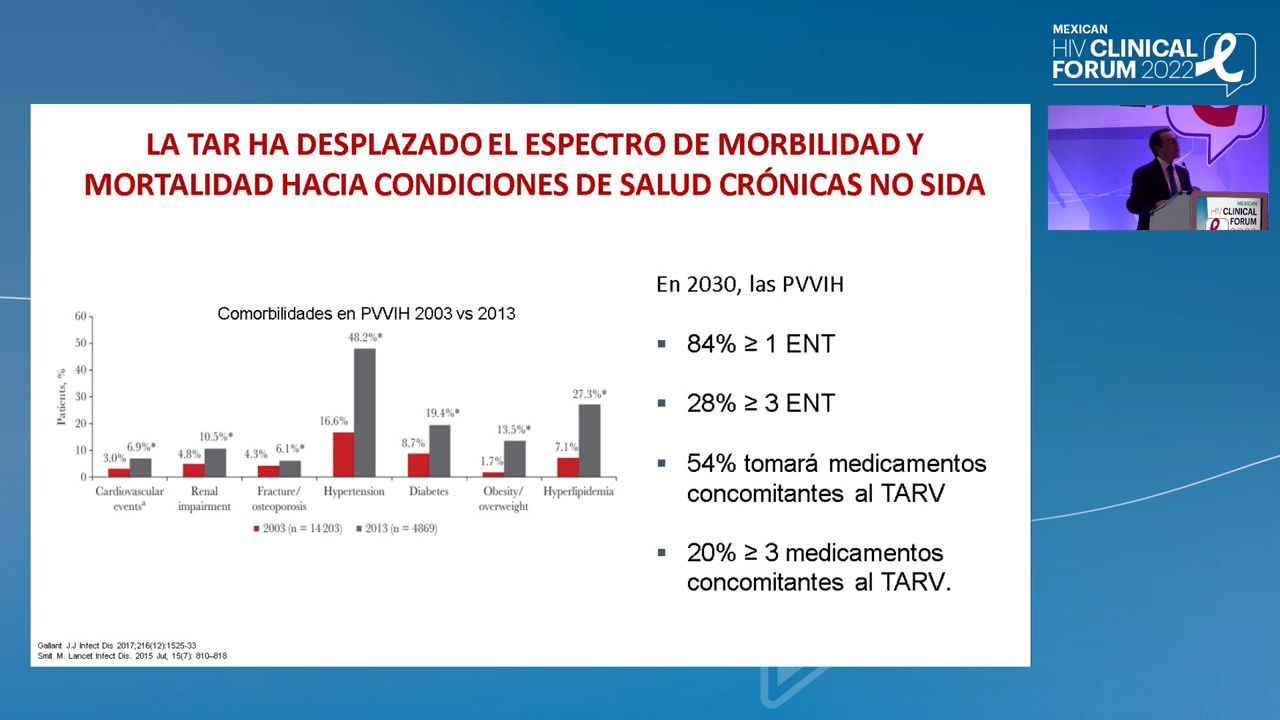 MEXICAN
HIV CLINICAL
FORUM 2022
LA TAR HA DESPLAZADO EL ESPECTRO DE MORBILIDAD Y
MORTALIDAD HACIA CONDICIONES DE SALUD CRÓNICAS NO SIDA
Comorbilidades en PVVIH 2003 vs 2013
Patients, %
60
50
40
30
20
10
0
3.0% 6.9%*
4.8% 10.5%*
4.3% 6.1%*
16.6% 48.2%*
8.7% 19.4%*
1.7% 13.5%*
7.1% 27.3%*
Cardiovascular
eventsª
Renal
impairment
Fracture/
osteoporosis
Hypertension
Diabetes
Obesity/
overweight
Hyperlipidemia
2003 (n = 14 203) 2013 (n = 4869)
En 2030, las PVVIH
▪ 84% ≥ 1 ENT
▪ 28% ≥ 3 ENT
▪ 54% tomará medicamentos
concomitantes al TARV
▪ 20% ≥ 3 medicamentos
concomitantes al TARV.
Gallant J.J Infect Dis 2017;216(12):1525-33
Smit M. Lancet Infect Dis. 2015 Jul; 15(7): 810–818
MEXICAN
HIV CLINICAL
FORUM